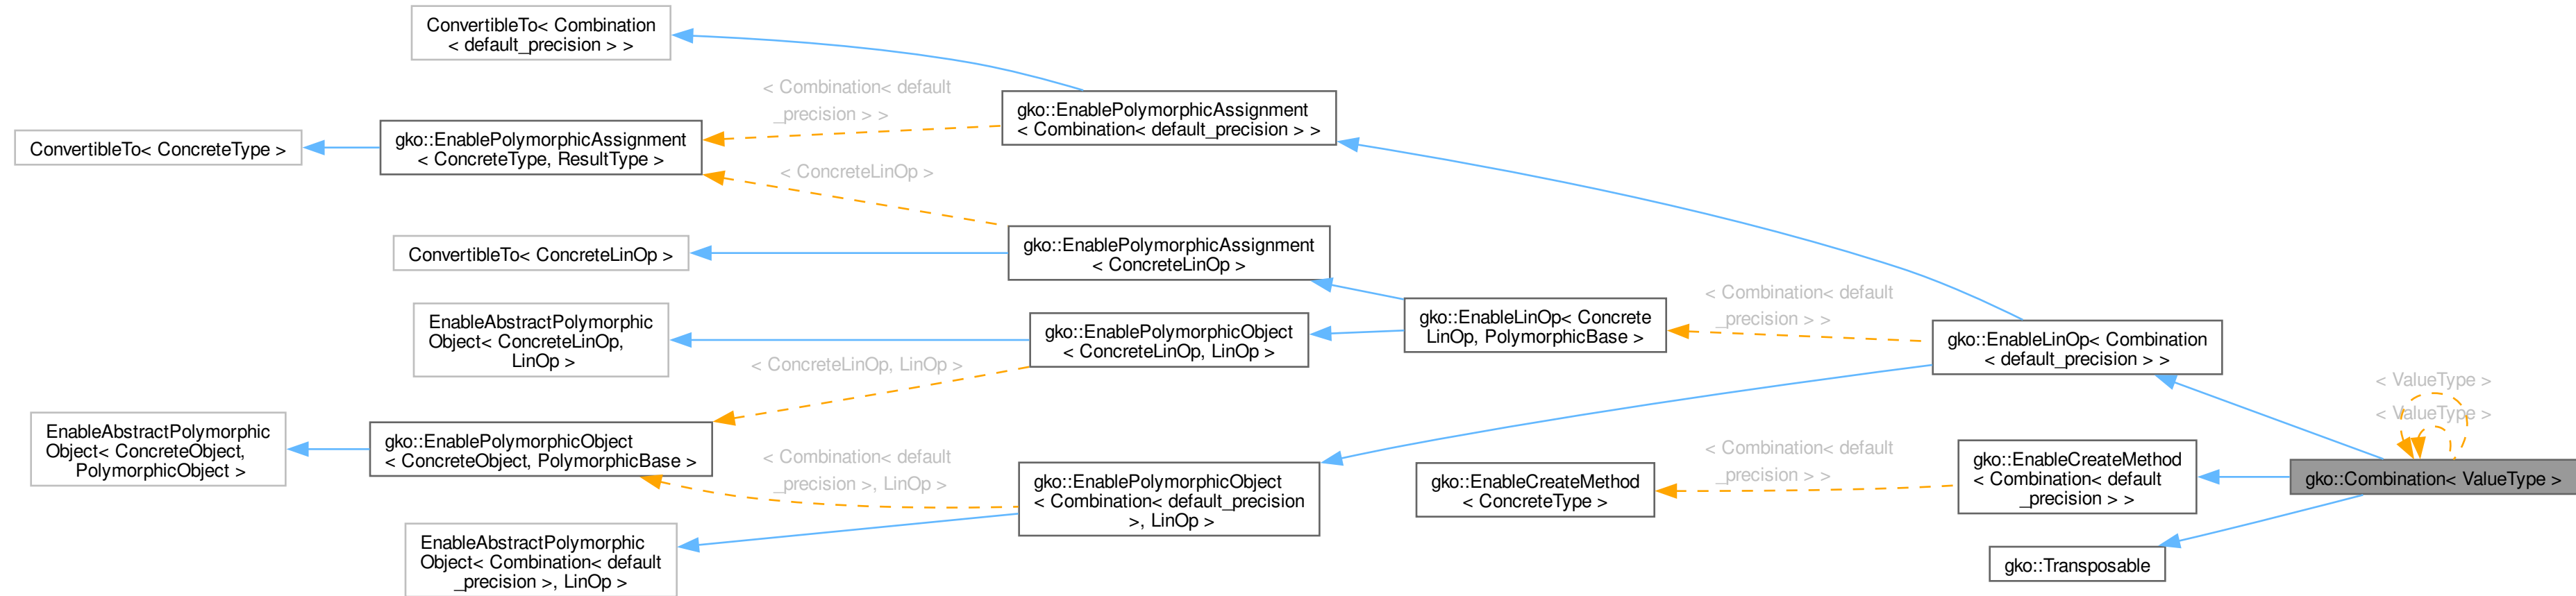 ConvertibleTo< Combination
< default_precision > >
< Combination< default
_precision > >
gko::EnablePolymorphicAssignment
< Combination< default_precision > >
ConvertibleTo< ConcreteType >
gko::EnablePolymorphicAssignment
< ConcreteType, ResultType >
< ConcreteLinOp >
ConvertibleTo< ConcreteLinOp >
gko::EnablePolymorphicAssignment
< ConcreteLinOp >
EnableAbstractPolymorphic
Object< ConcreteLinOp,
LinOp >
gko::EnablePolymorphicObject
< ConcreteLinOp, LinOp >
gko::EnableLinOp< Concrete
LinOp, PolymorphicBase >
< Combination< default
_precision > >
gko::EnableLinOp< Combination
< default_precision > >
< ConcreteLinOp, LinOp >
EnableAbstractPolymorphic
Object< ConcreteObject,
PolymorphicObject >
gko::EnablePolymorphicObject
< ConcreteObject, PolymorphicBase >
< Combination< default
_precision >, LinOp >
gko::EnablePolymorphicObject
< Combination< default_precision
>, LinOp >
EnableAbstractPolymorphic
Object< Combination< default
_precision >, LinOp >
gko::EnableCreateMethod
< ConcreteType >
< Combination< default
_precision > >
gko::EnableCreateMethod
< Combination< default
_precision > >
< ValueType >
< ValueType >
gko::Combination< ValueType >
gko::Transposable